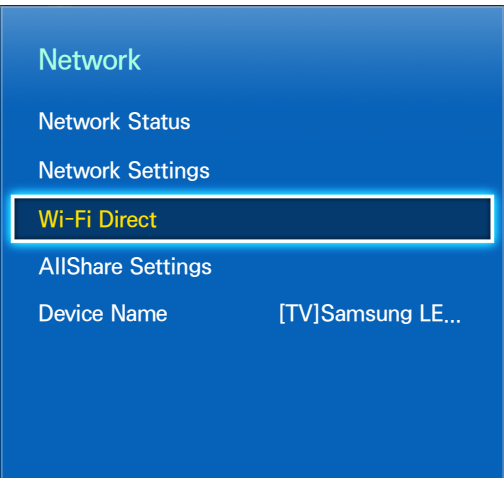 Network
Network Status
Network Settings
Wi-Fi Direct
AllShare Settings
Device Name [TV]Samsung LE...